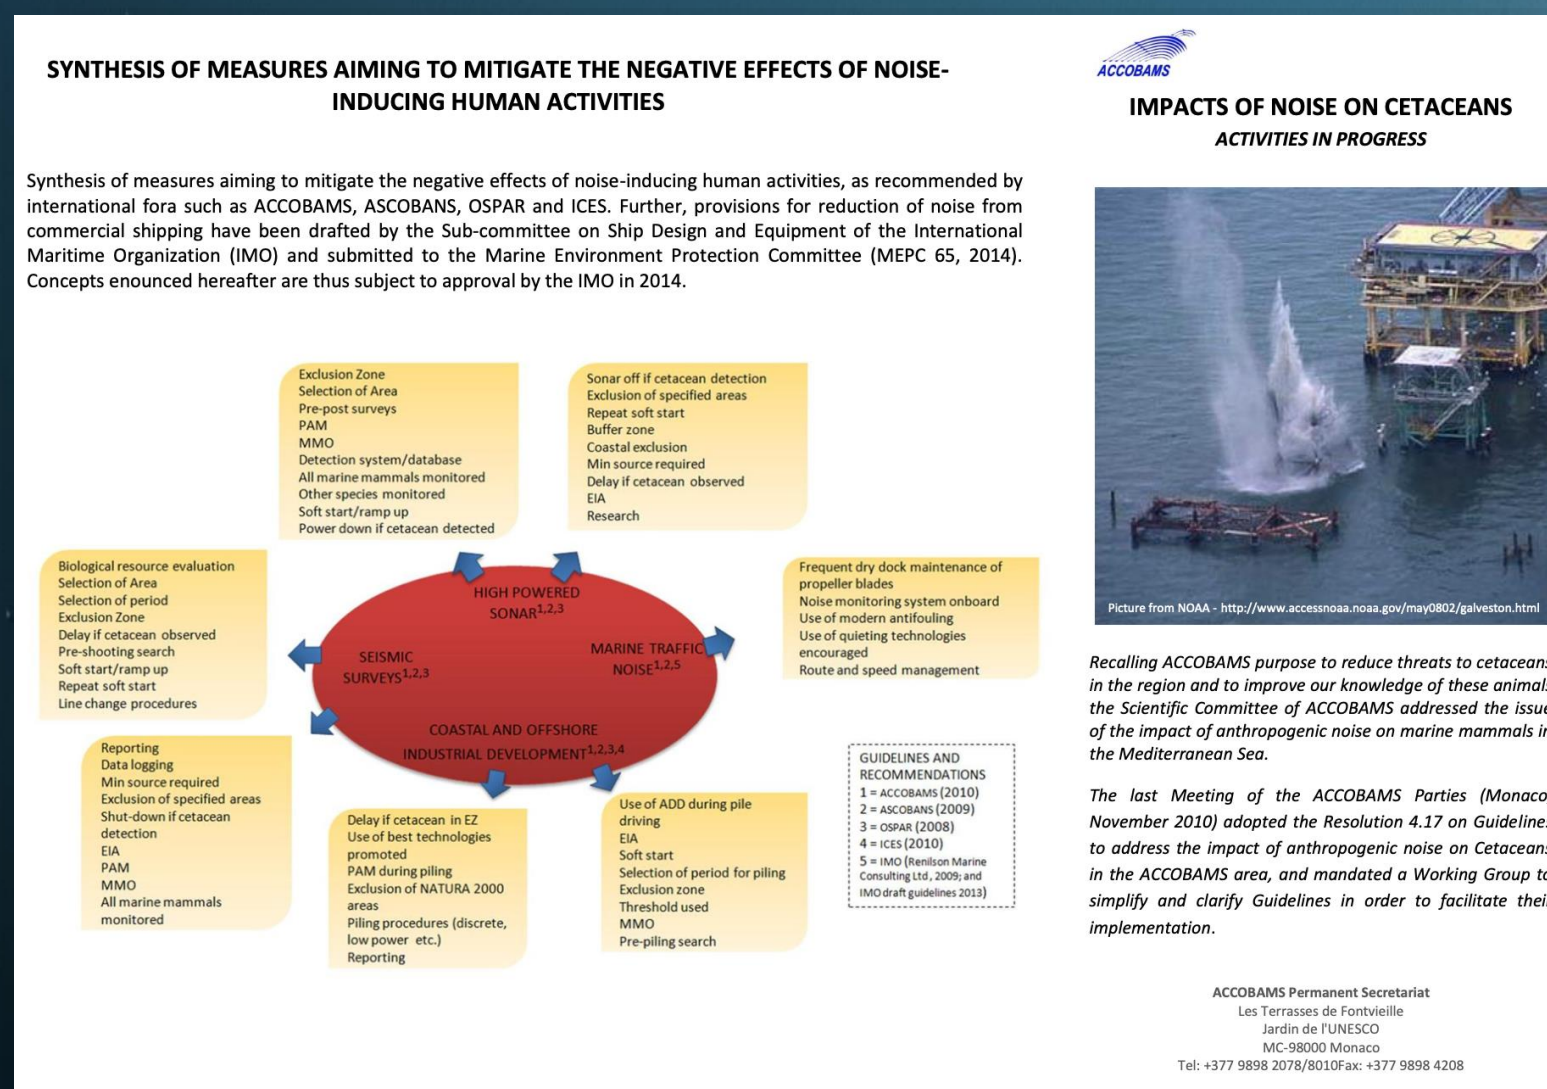 SYNTHESIS OF MEASURES AIMING TO MITIGATE THE NEGATIVE EFFECTS OF NOISE-
INDUCING HUMAN ACTIVITIES
Synthesis of measures aiming to mitigate the negative effects of noise-inducing human activities, as recommended by
international fora such as ACCOBAMS, ASCOBANS, OSPAR and ICES. Further, provisions for reduction of noise from
commercial shipping have been drafted by the Sub-committee on Ship Design and Equipment of the International
Maritime Organization (IMO) and submitted to the Marine Environment Protection Committee (MEPC 65, 2014).
Concepts enounced hereafter are thus subject to approval by the IMO in 2014.
Exclusion Zone
Selection of Area
Pre-post surveys
PAM
MMO
Detection system/database
All marine mammals monitored
Other species monitored
Soft start/ramp up
Power down if cetacean detected
Sonar off if cetacean detection
Exclusion of specified areas
Repeat soft start
Buffer zone
Coastal exclusion
Min source required
Delay if cetacean observed
EIA
Research
Biological resource evaluation
Selection of Area
Selection of period
Exclusion Zone
Delay if cetacean observed
Pre-shooting search
Soft start/ramp up
Repeat soft start
Line change procedures
HIGH POWERED
SONAR1,2,3
SEISMIC
SURVEYS1,2,3
MARINE TRAFFIC
NOISE1,2,5
COASTAL AND OFFSHORE
INDUSTRIAL DEVELOPMENT1,2,3,4
Frequent dry dock maintenance of
propeller blades
Noise monitoring system onboard
Use of modern antifouling
Use of quieting technologies
encouraged
Route and speed management
Reporting
Data logging
Min source required
Exclusion of specified areas
Shut-down if cetacean
detection
EIA
PAM
MMO
All marine mammals
monitored
Delay if cetacean in EZ
Use of best technologies
promoted
PAM during piling
Exclusion of NATURA 2000
areas
Piling procedures (discrete,
low power etc.)
Reporting
Use of ADD during pile
driving
EIA
Soft start
Selection of period for piling
Exclusion zone
Threshold used
MMO
Pre-piling search
GUIDELINES AND
RECOMMENDATIONS
1 = ACCOBAMS (2010)
2 = ASCOBANS (2009)
3 = OSPAR (2008)
4 = ICES (2010)
5 = IMO (Renilson Marine
Consulting Ltd, 2009; and
IMO draft guidelines 2013)
ACCOBAMS
IMPACTS OF NOISE ON CETACEANS
ACTIVITIES IN PROGRESS
Picture from NOAA - http://www.accessnoaa.noaa.gov/may0802/galveston.html
Recalling ACCOBAMS purpose to reduce threats to cetaceans
in the region and to improve our knowledge of these animals
the Scientific Committee of ACCOBAMS addressed the issue
of the impact of anthropogenic noise on marine mammals in
the Mediterranean Sea.
The last Meeting of the ACCOBAMS Parties (Monaco,
November 2010) adopted the Resolution 4.17 on Guidelines
to address the impact of anthropogenic noise on Cetaceans
in the ACCOBAMS area, and mandated a Working Group to
simplify and clarify Guidelines in order to facilitate their
implementation.
ACCOBAMS Permanent Secretariat
Les Terrasses de Fontvieille
Jardin de l'UNESCO
MC-98000 Monaco
Tel: +377 9898 2078/8010Fax: +377 9898 4208